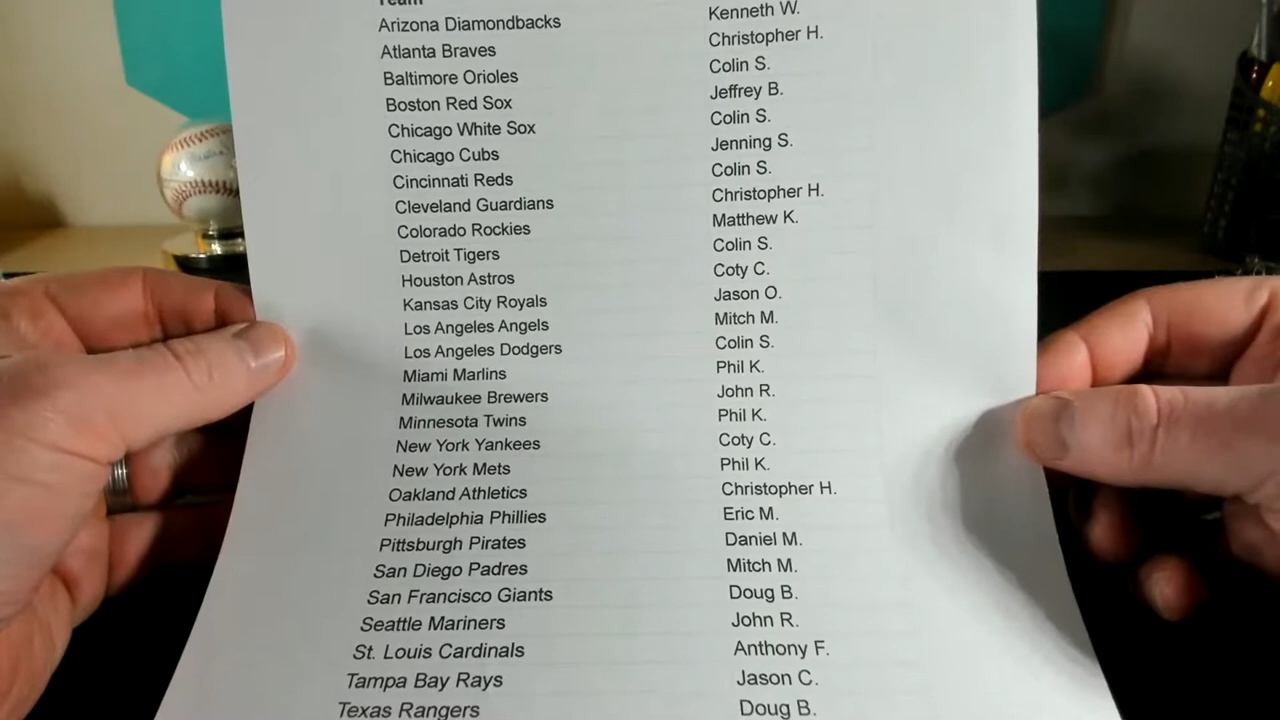 Team
Arizona Diamondbacks Kenneth W.
Atlanta Braves Christopher H.
Baltimore Orioles Colin S.
Boston Red Sox Jeffrey B.
Chicago White Sox Colin S.
Chicago Cubs Jenning S.
Cincinnati Reds Colin S.
Cleveland Guardians Christopher H.
Colorado Rockies Matthew K.
Detroit Tigers Colin S.
Houston Astros Coty C.
Kansas City Royals Jason O.
Los Angeles Angels Mitch M.
Los Angeles Dodgers Colin S.
Miami Marlins Phil K.
Milwaukee Brewers John R.
Minnesota Twins Phil K.
New York Yankees Coty C.
New York Mets Phil K.
Oakland Athletics Christopher H.
Philadelphia Phillies Eric M.
Pittsburgh Pirates Daniel M.
San Diego Padres Mitch M.
San Francisco Giants Doug B.
Seattle Mariners John R.
St. Louis Cardinals Anthony F.
Tampa Bay Rays Jason C.
Texas Rangers Doug B.